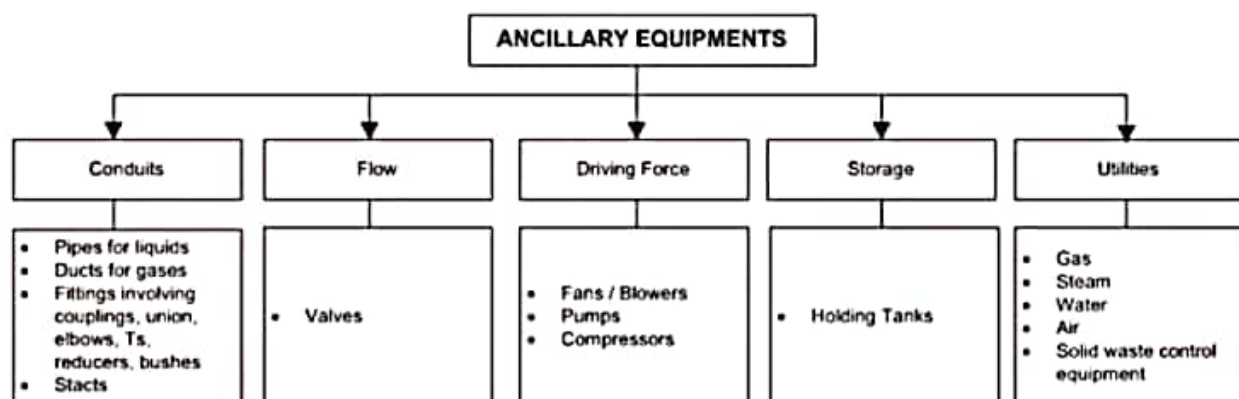 ANCILLARY EQUIPMENTS
Conduits
Flow
Driving Force
Storage
Utilities
• Pipes for liquids
• Ducts for gases
• Fittings involving
couplings, union,
elbows, Ts,
reducers, bushes
• Stacts
• Valves
• Fans / Blowers
• Pumps
• Compressors
• Holding Tanks
• Gas
• Steam
• Water
• Air
• Solid waste control
equipment